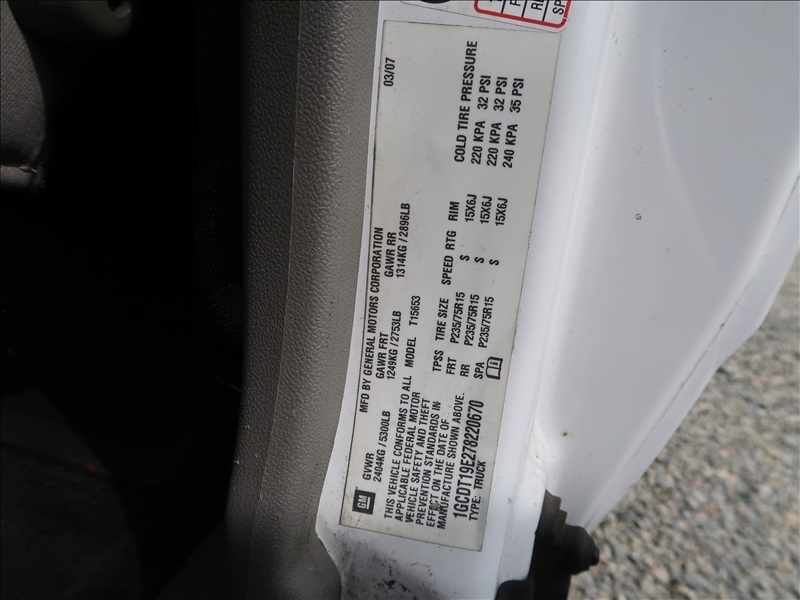 GM
MFD BY GENERAL MOTORS CORPORATION
03/07
GVWR GAWR FRT GAWR RR
2404KG / 5300LB 1249KG / 2753LB 1314KG / 2896LB
THIS VEHICLE CONFORMS TO ALL
APPLICABLE FEDERAL MOTOR
VEHICLE SAFETY AND THEFT
PREVENTION STANDARDS IN
EFFECT ON THE DATE OF
MANUFACTURE SHOWN ABOVE.
1GCDT19E278220670
TYPE: TRUCK
MODEL T15653
TPSS TIRE SIZE SPEED RTG RIM COLD TIRE PRESSURE
FRT P235/75R15 S 15X6J 220 KPA 32 PSI
RR P235/75R15 S 15X6J 220 KPA 32 PSI
SPA P235/75R15 S 15X6J 240 KPA 35 PSI